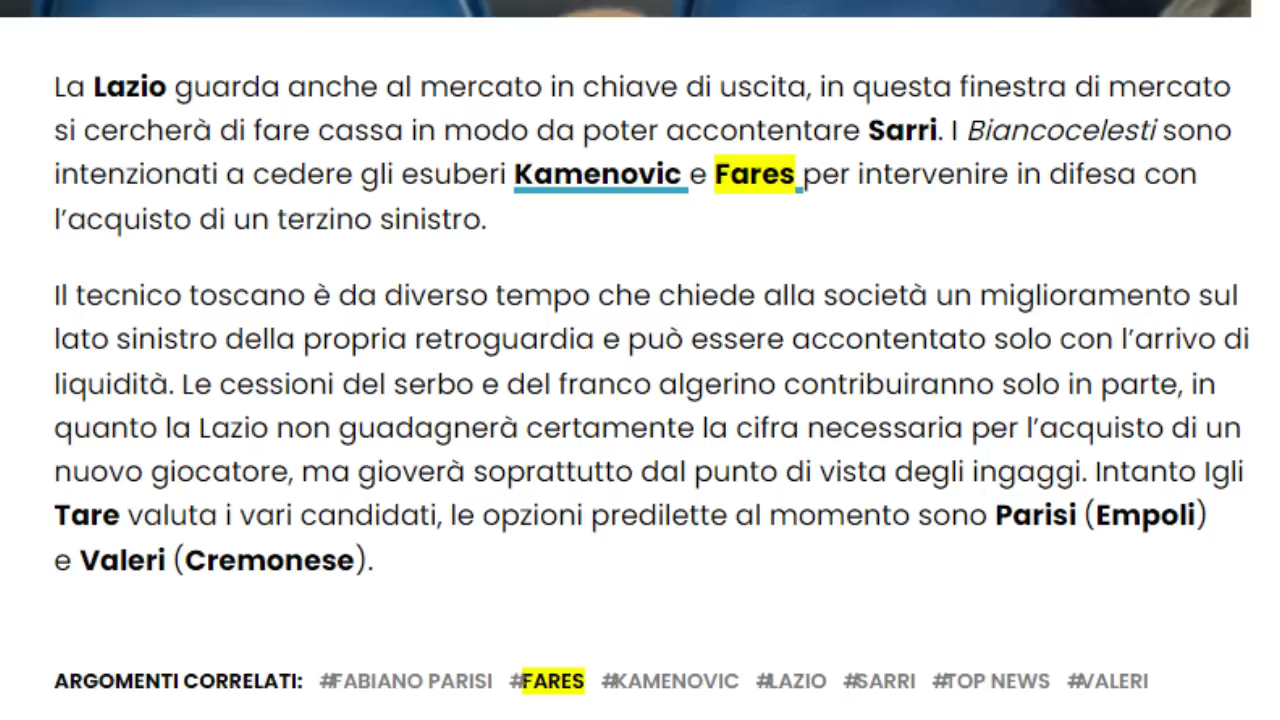 La Lazio guarda anche al mercato in chiave di uscita, in questa finestra di mercato
si cercherà di fare cassa in modo da poter accontentare Sarri. I Biancocelesti sono
intenzionati a cedere gli esuberi Kamenovic e Fares per intervenire in difesa con
l’acquisto di un terzino sinistro.
Il tecnico toscano è da diverso tempo che chiede alla società un miglioramento sul
lato sinistro della propria retroguardia e può essere accontentato solo con l’arrivo di
liquidità. Le cessioni del serbo e del franco algerino contribuiranno solo in parte, in
quanto la Lazio non guadagnerà certamente la cifra necessaria per l’acquisto di un
nuovo giocatore, ma gioverà soprattutto dal punto di vista degli ingaggi. Intanto Igli
Tare valuta i vari candidati, le opzioni predilette al momento sono Parisi (Empoli)
e Valeri (Cremonese).
ARGOMENTI CORRELATI: #FABIANO PARISI #FARES #KAMENOVIC #LAZIO #SARRI #TOP NEWS #VALERI